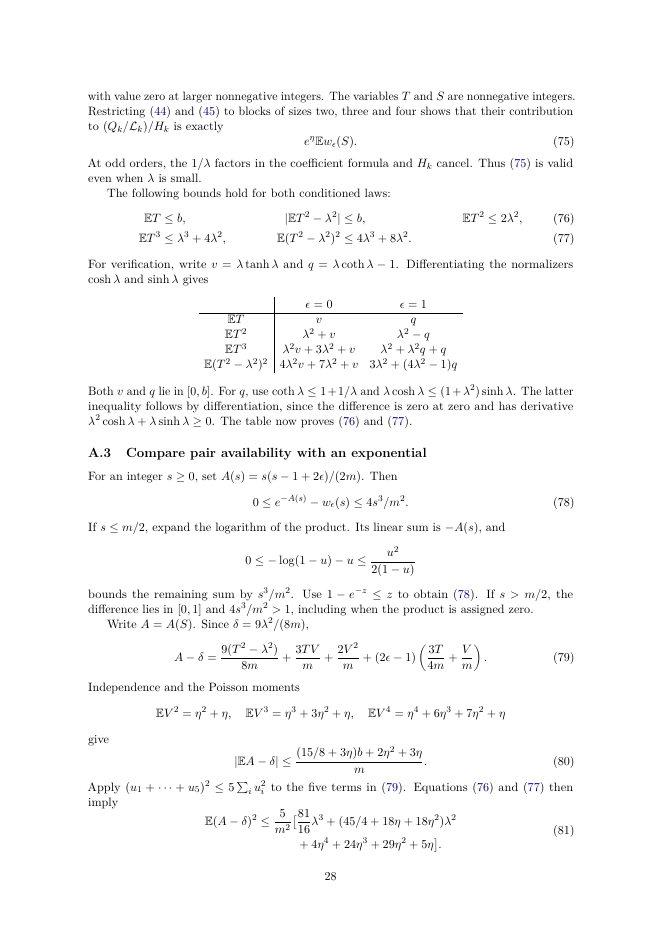 with value zero at larger nonnegative integers. The variables T and S are nonnegative integers.
Restricting (44) and (45) to blocks of sizes two, three and four shows that their contribution
to (Q_k/ℒ_k)/H_k is exactly
e^η 𝔼w_ϵ(S). (75)
At odd orders, the 1/λ factors in the coefficient formula and H_k cancel. Thus (75) is valid
even when λ is small.
The following bounds hold for both conditioned laws:
𝔼T ≤ b, |𝔼T² − λ²| ≤ b, 𝔼T² ≤ 2λ², (76)
𝔼T³ ≤ λ³ + 4λ², 𝔼(T² − λ²)² ≤ 4λ³ + 8λ². (77)
For verification, write v = λ tanh λ and q = λ coth λ − 1. Differentiating the normalizers
cosh λ and sinh λ gives
ϵ = 0 ϵ = 1
𝔼T v q
𝔼T² λ² + v λ² − q
𝔼T³ λ²v + 3λ² + v λ² + λ²q + q
𝔼(T² − λ²)² 4λ²v + 7λ² + v 3λ² + (4λ² − 1)q
Both v and q lie in [0, b]. For q, use coth λ ≤ 1+1/λ and λ cosh λ ≤ (1+λ²) sinh λ. The latter
inequality follows by differentiation, since the difference is zero at zero and has derivative
λ² cosh λ + λ sinh λ ≥ 0. The table now proves (76) and (77).
A.3 Compare pair availability with an exponential
For an integer s ≥ 0, set A(s) = s(s − 1 + 2ϵ)/(2m). Then
0 ≤ e^{−A(s)} − w_ϵ(s) ≤ 4s³/m². (78)
If s ≤ m/2, expand the logarithm of the product. Its linear sum is −A(s), and
0 ≤ − log(1 − u) − u ≤ u²/(2(1 − u))
bounds the remaining sum by s³/m². Use 1 − e^{−z} ≤ z to obtain (78). If s > m/2, the
difference lies in [0, 1] and 4s³/m² > 1, including when the product is assigned zero.
Write A = A(S). Since δ = 9λ²/(8m),
A − δ = 9(T² − λ²)/(8m) + 3TV/m + 2V²/m + (2ϵ − 1) (3T/(4m) + V/m). (79)
Independence and the Poisson moments
𝔼V² = η² + η, 𝔼V³ = η³ + 3η² + η, 𝔼V⁴ = η⁴ + 6η³ + 7η² + η
give
|𝔼A − δ| ≤ ((15/8 + 3η)b + 2η² + 3η)/m. (80)
Apply (u₁ + · · · + u₅)² ≤ 5 ∑_i u_i² to the five terms in (79). Equations (76) and (77) then
imply
𝔼(A − δ)² ≤ 5/m² [81/16 λ³ + (45/4 + 18η + 18η²)λ²
+ 4η⁴ + 24η³ + 29η² + 5η]. (81)
28